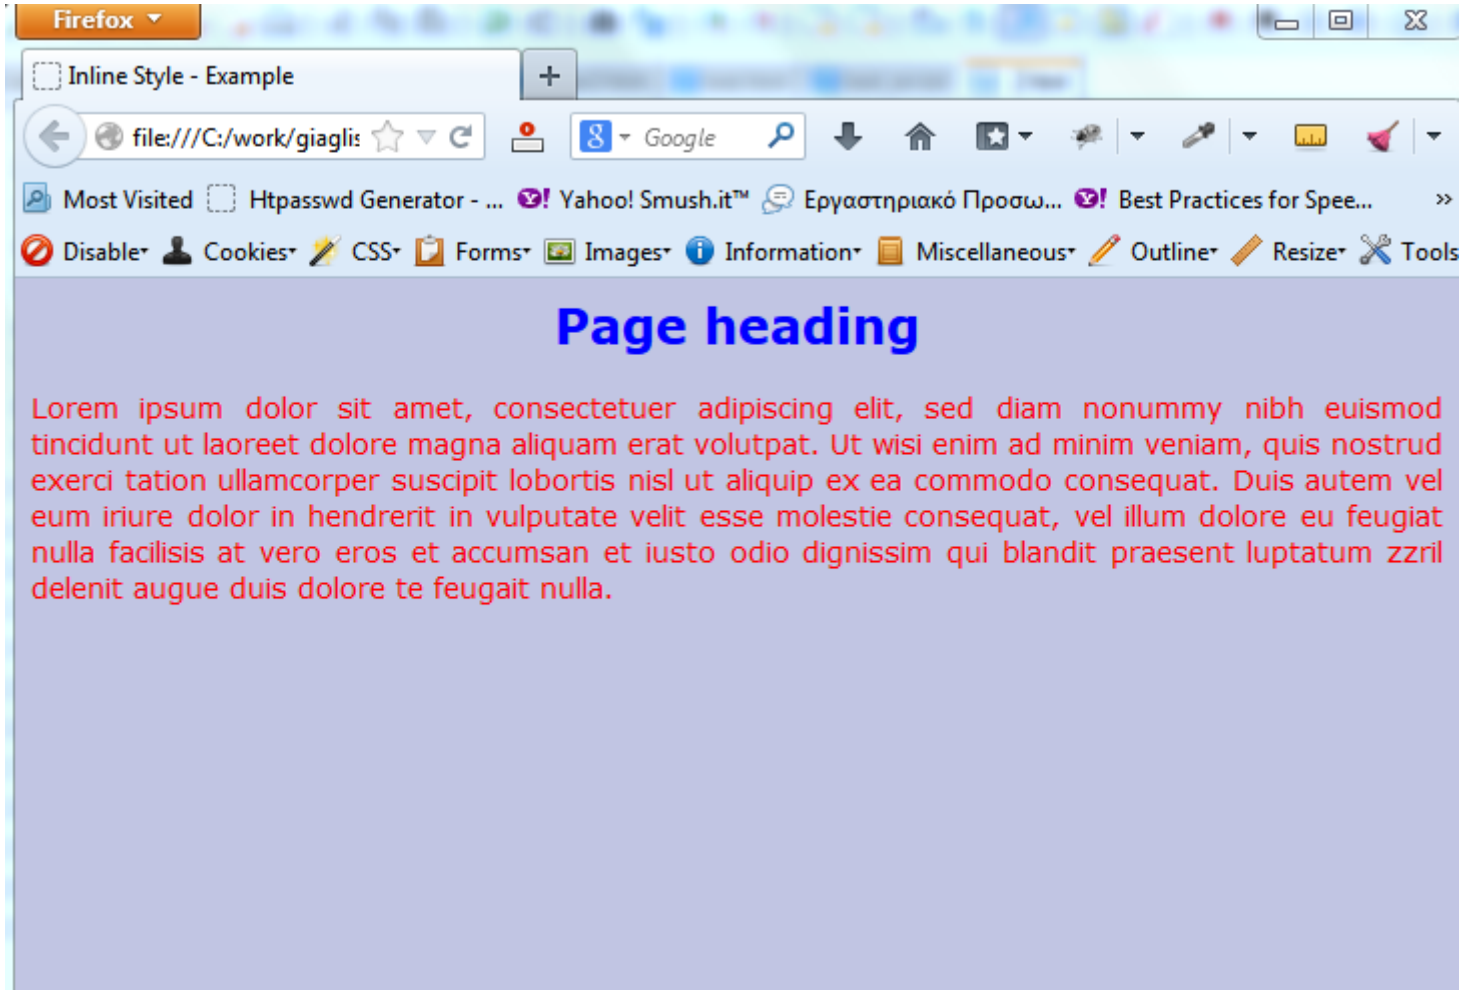 Firefox
Inline Style - Example
file:///C:/work/giaglis
Google
Most Visited Htpasswd Generator - ... Yahoo! Smush.it™ Εργαστηριακό Προσω... Best Practices for Spee... »
Disable Cookies CSS Forms Images Information Miscellaneous Outline Resize Tools
Page heading
Lorem ipsum dolor sit amet, consectetuer adipiscing elit, sed diam nonummy nibh euismod
tincidunt ut laoreet dolore magna aliquam erat volutpat. Ut wisi enim ad minim veniam, quis nostrud
exerci tation ullamcorper suscipit lobortis nisl ut aliquip ex ea commodo consequat. Duis autem vel
eum iriure dolor in hendrerit in vulputate velit esse molestie consequat, vel illum dolore eu feugiat
nulla facilisis at vero eros et accumsan et iusto odio dignissim qui blandit praesent luptatum zzril
delenit augue duis dolore te feugait nulla.